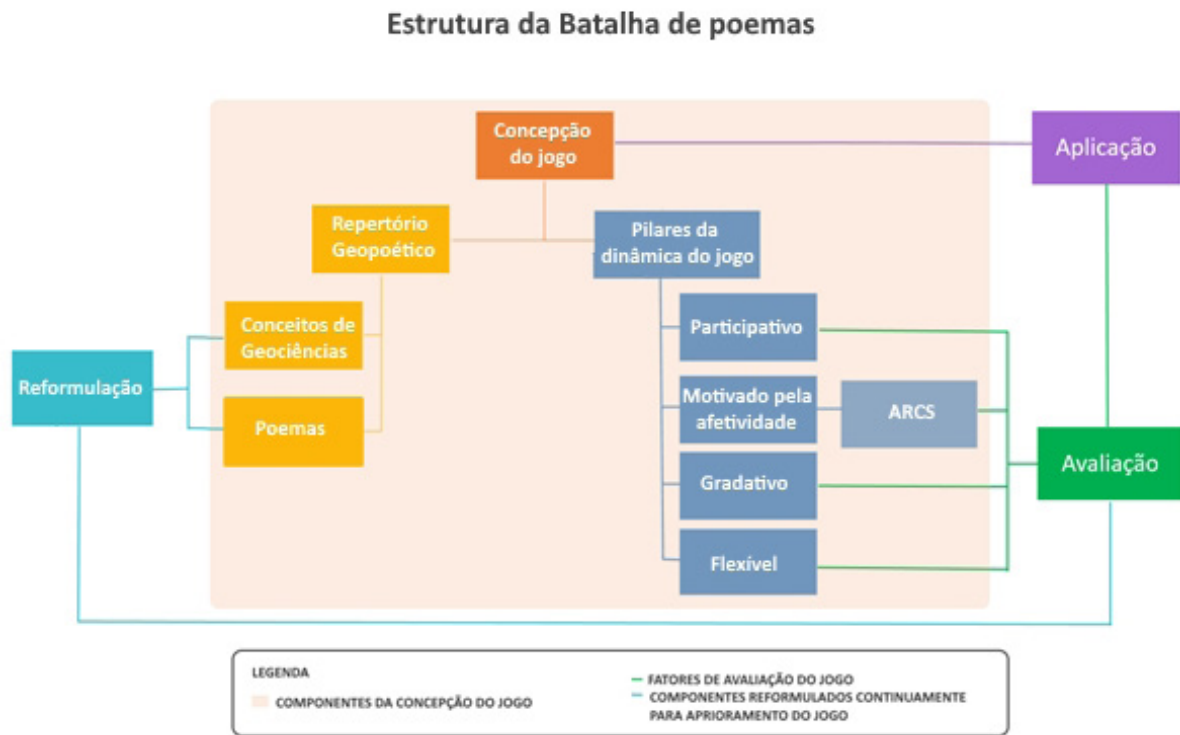 Estrutura da Batalha de poemas
Concepção
do jogo
Aplicação
Repertório
Geopoético
Pilares da
dinâmica do jogo
Conceitos de
Geociências
Participativo
Reformulação
Motivado pela
afetividade
ARCS
Poemas
Avaliação
Gradativo
Flexível
LEGENDA
COMPONENTES DA CONCEPÇÃO DO JOGO
FATORES DE AVALIAÇÃO DO JOGO
COMPONENTES REFORMULADOS CONTINUAMENTE
PARA APRIORAMENTO DO JOGO